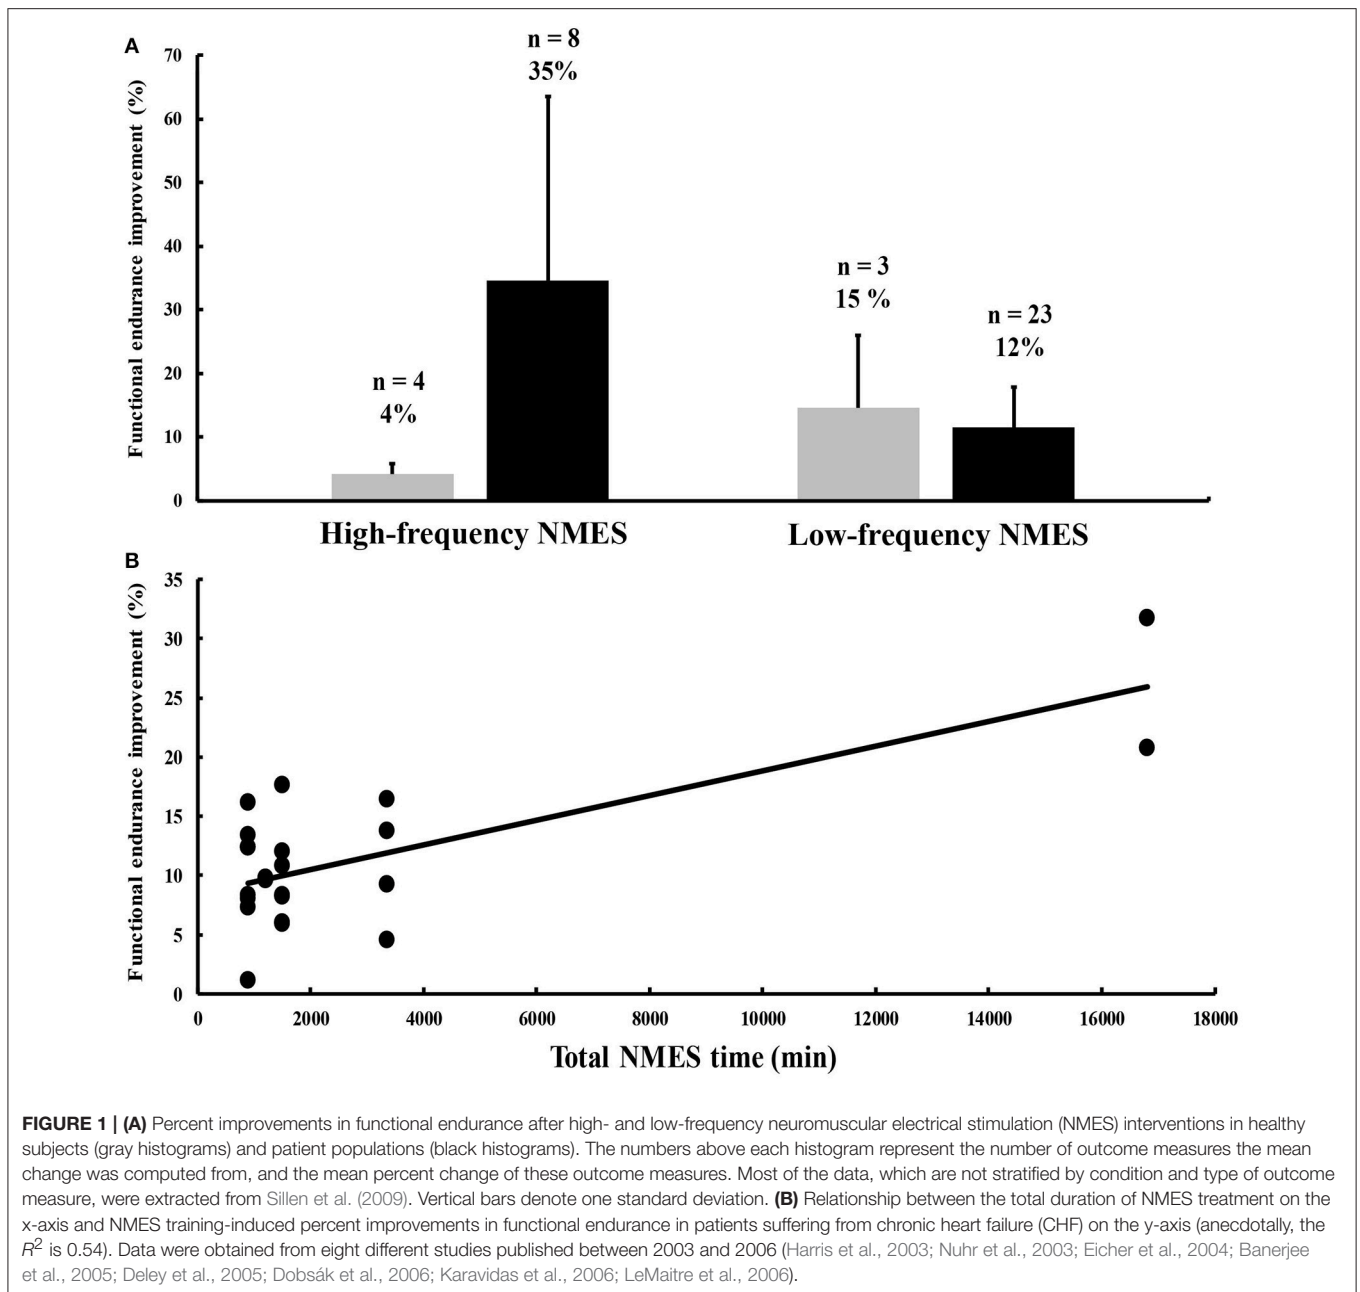 A
Functional endurance improvement (%)
70
60
50
40
30
20
10
0
n = 8
35%
n = 4
4%
n = 3
15 %
n = 23
12%
High-frequency NMES
Low-frequency NMES
B
Functional endurance improvement (%)
35
30
25
20
15
10
5
0
0 2000 4000 6000 8000 10000 12000 14000 16000 18000
Total NMES time (min)
FIGURE 1 | (A) Percent improvements in functional endurance after high- and low-frequency neuromuscular electrical stimulation (NMES) interventions in healthy
subjects (gray histograms) and patient populations (black histograms). The numbers above each histogram represent the number of outcome measures the mean
change was computed from, and the mean percent change of these outcome measures. Most of the data, which are not stratified by condition and type of outcome
measure, were extracted from Sillen et al. (2009). Vertical bars denote one standard deviation. (B) Relationship between the total duration of NMES treatment on the
x-axis and NMES training-induced percent improvements in functional endurance in patients suffering from chronic heart failure (CHF) on the y-axis (anecdotally, the
R² is 0.54). Data were obtained from eight different studies published between 2003 and 2006 (Harris et al., 2003; Nuhr et al., 2003; Eicher et al., 2004; Banerjee
et al., 2005; Deley et al., 2005; Dobsák et al., 2006; Karavidas et al., 2006; LeMaitre et al., 2006).